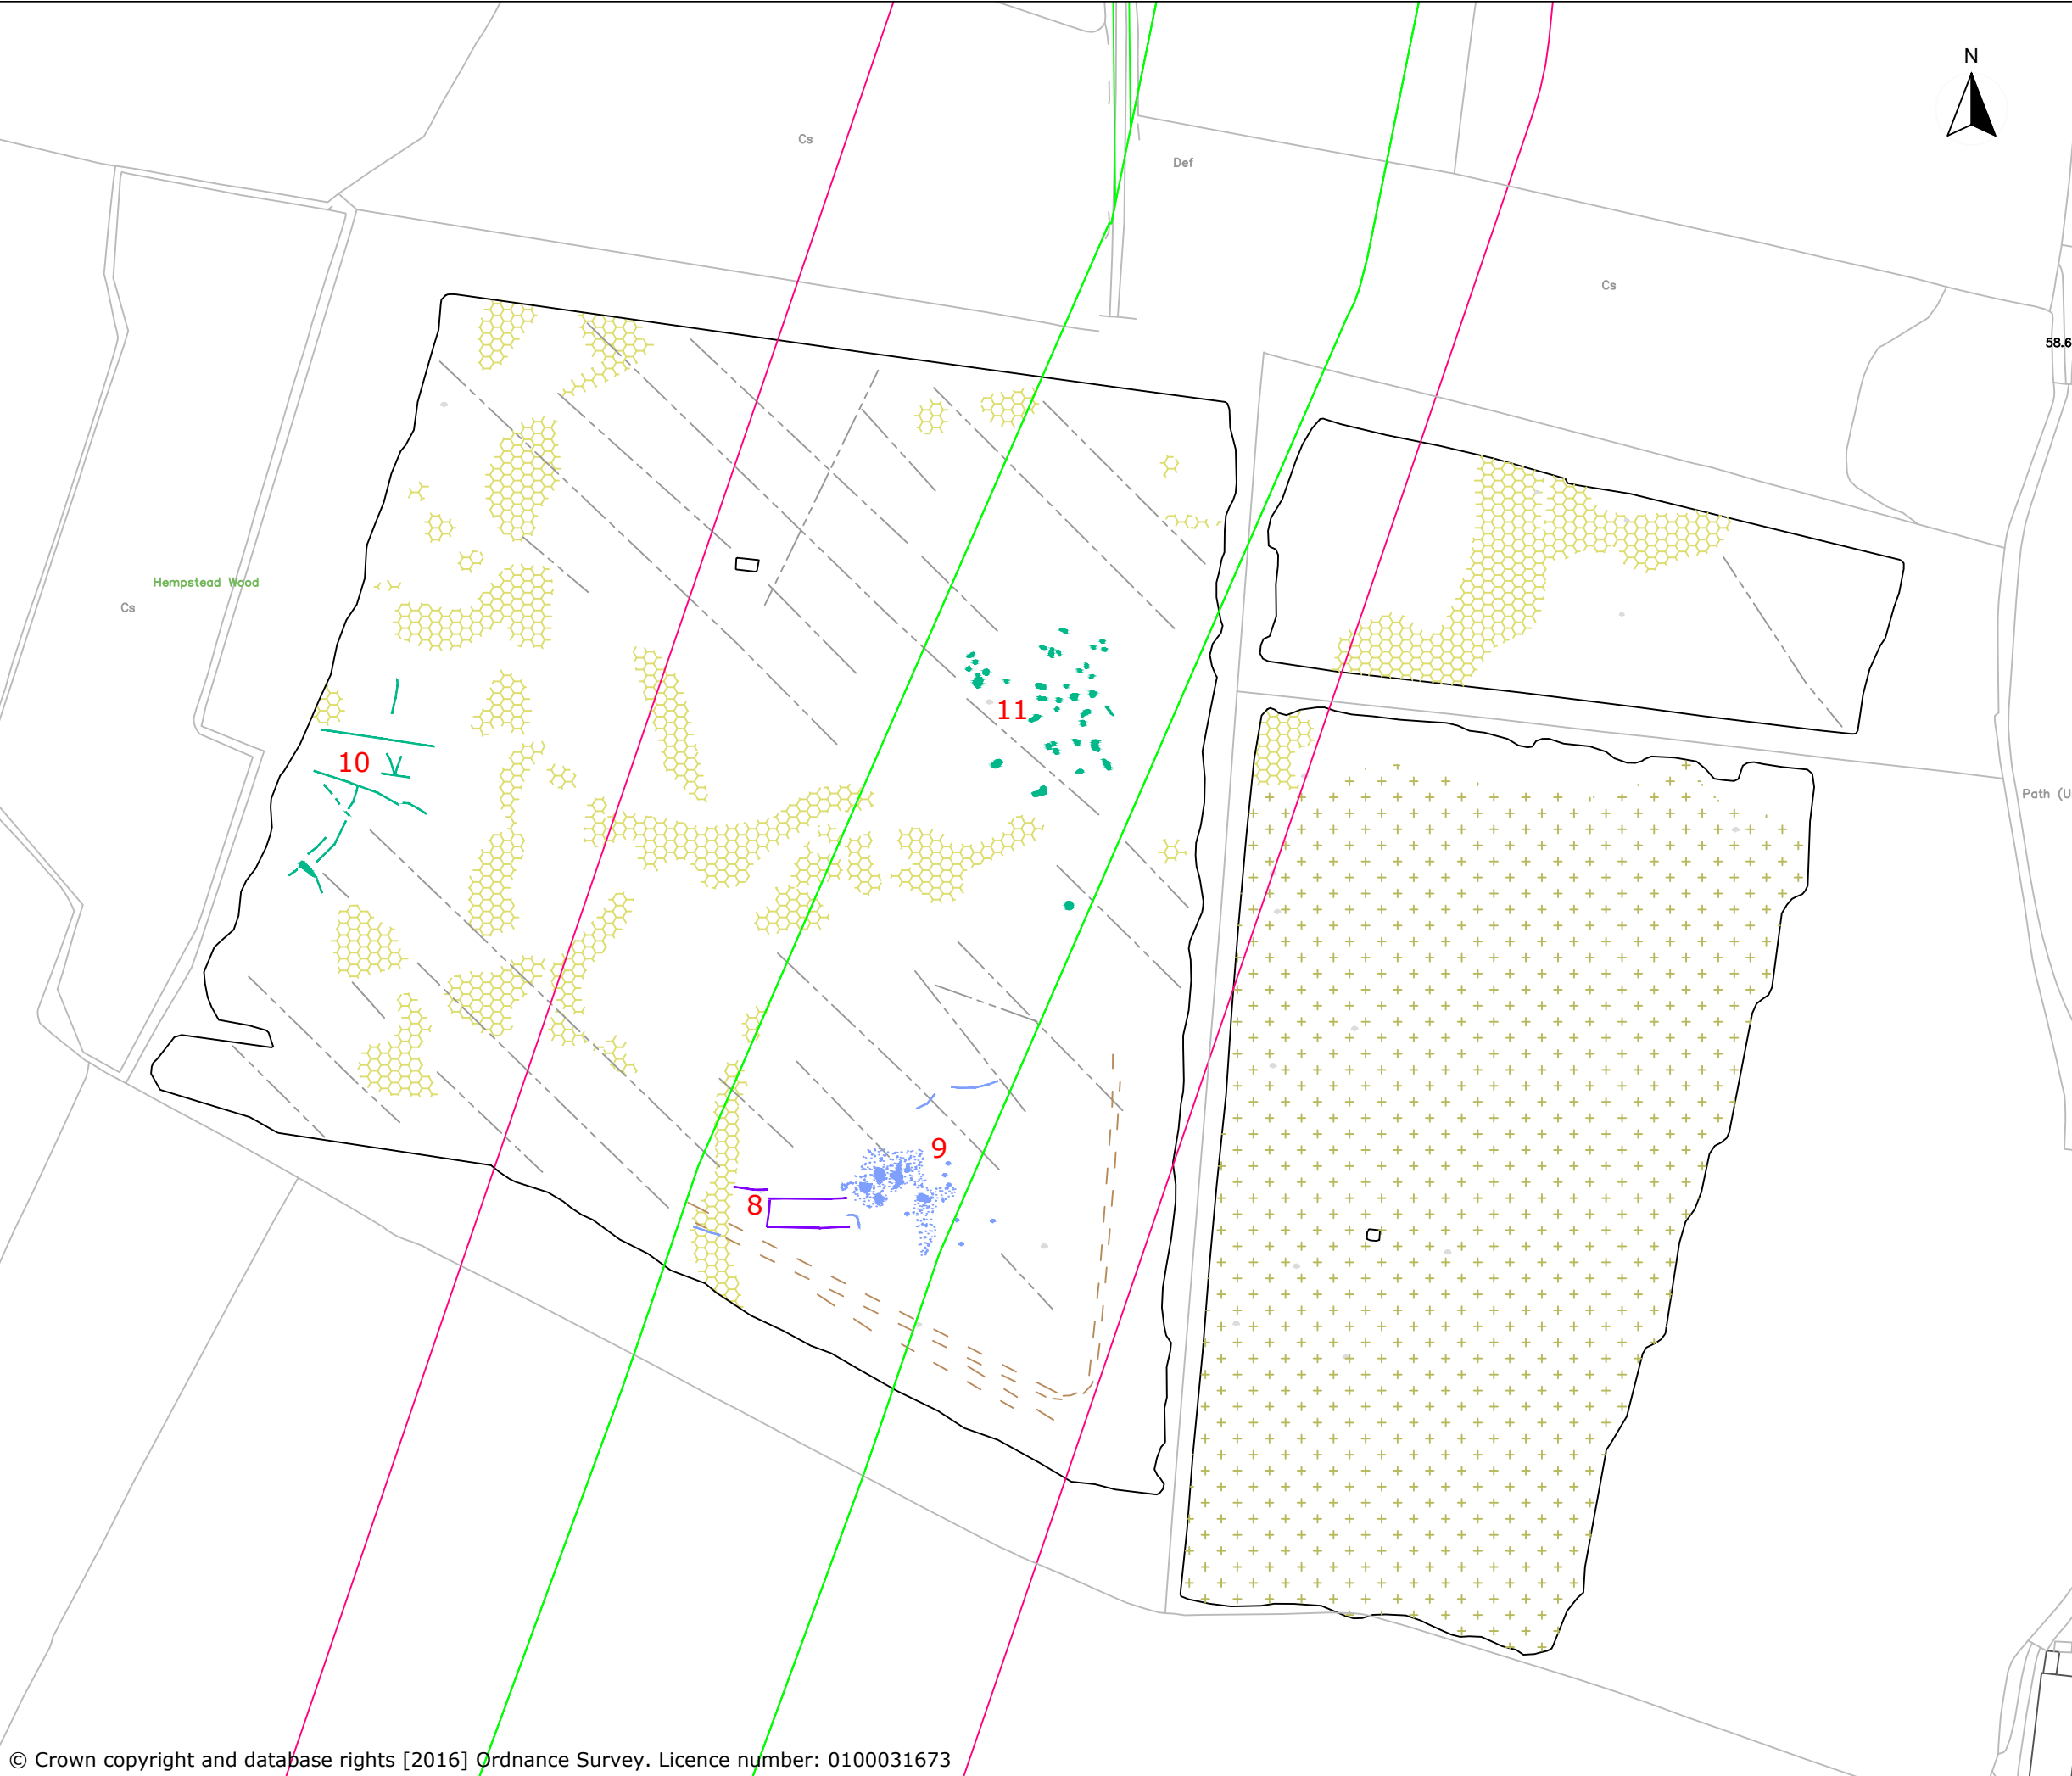 N
Cs
Def
Cs
58.6
Hempstead Wood
Cs
11
10
Path (U
9
8
© Crown copyright and database rights [2016] Ordnance Survey. Licence number: 0100031673